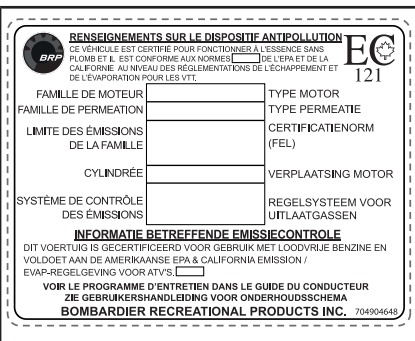 RENSEIGNEMENTS SUR LE DISPOSITIF ANTIPOLLUTION
BRP
CE VÉHICULE EST CERTIFIÉ POUR FONCTIONNER À L'ESSENCE SANS
PLOMB ET IL EST CONFORME AUX NORMES DE L'EPA ET DE LA
CALIFORNIE AU NIVEAU DES RÉGLEMENTATIONS DE L'ÉCHAPPEMENT ET
DE L'ÉVAPORATION POUR LES VTT.
EC
121
FAMILLE DE MOTEUR TYPE MOTOR
FAMILLE DE PERMEATION TYPE PERMEATIE
LIMITE DES ÉMISSIONS CERTIFICATIENORM
DE LA FAMILLE (FEL)
CYLINDRÉE VERPLAATSING MOTOR
SYSTÈME DE CONTRÔLE REGELSYSTEEM VOOR
DES ÉMISSIONS UITLAATGASSEN
INFORMATIE BETREFFENDE EMISSIECONTROLE
DIT VOERTUIG IS GECERTIFICEERD VOOR GEBRUIK MET LOODVRIJE BENZINE EN
VOLDOET AAN DE AMERIKAANSE EPA & CALIFORNIA EMISSION /
EVAP-REGELGEVING VOOR ATV'S.
VOIR LE PROGRAMME D'ENTRETIEN DANS LE GUIDE DU CONDUCTEUR
ZIE GEBRUIKERSHANDLEIDING VOOR ONDERHOUDSSCHEMA
BOMBARDIER RECREATIONAL PRODUCTS INC. 704904648